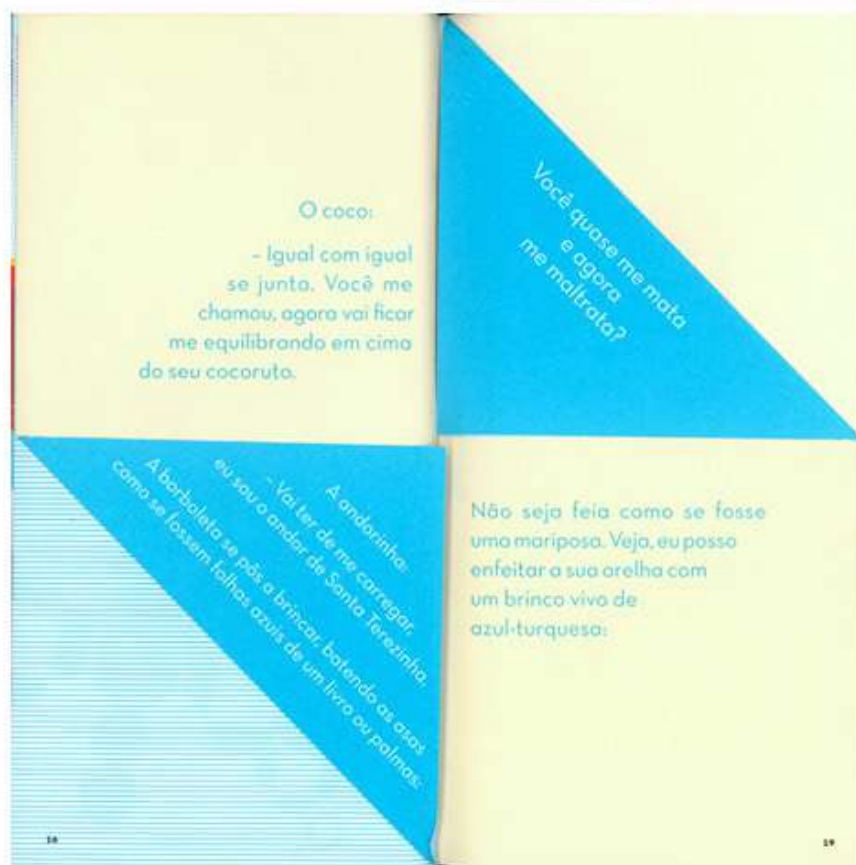 O coco:
– Igual com igual
se junta. Você me
chamou, agora vai ficar
me equilibrando em cima
do seu cocoruto.
A andorinha:
– Vai ter de me carregar,
eu sou o andor de Santa Terezinha.
A borboleta se pôs a brincar, batendo as asas
como se fossem folhas azuis de um livro ou palmas:
16
Você quase me mata
e agora
me maltrata?
Não seja feia como se fosse
uma mariposa. Veja, eu posso
enfeitar a sua orelha com
um brinco vivo de
azul-turquesa:
19